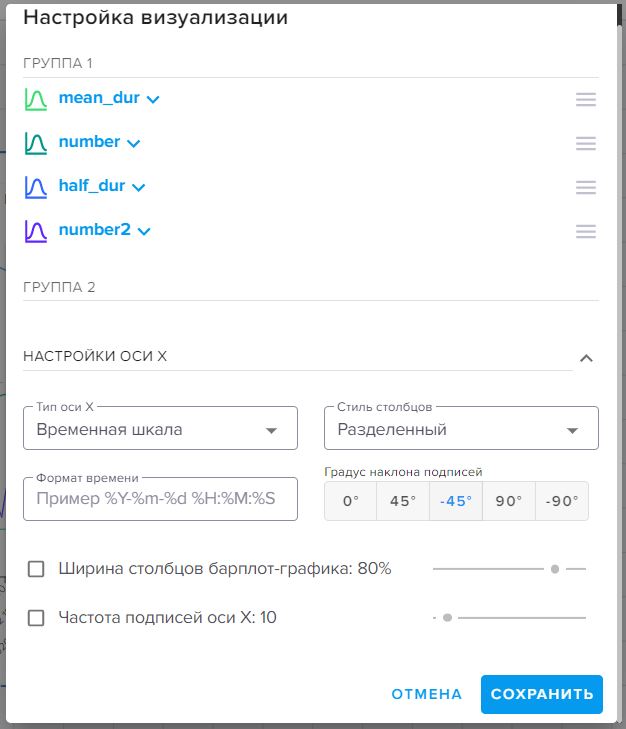 Настройка визуализации
ГРУППА 1
mean_dur
number
half_dur
number2
ГРУППА 2
НАСТРОЙКИ ОСИ X
Тип оси X
Временная шкала
Стиль столбцов
Разделенный
Формат времени
Пример %Y-%m-%d %H:%M:%S
Градус наклона подписей
0° 45° -45° 90° -90°
Ширина столбцов барплот-графика: 80%
Частота подписей оси X: 10
ОТМЕНА СОХРАНИТЬ